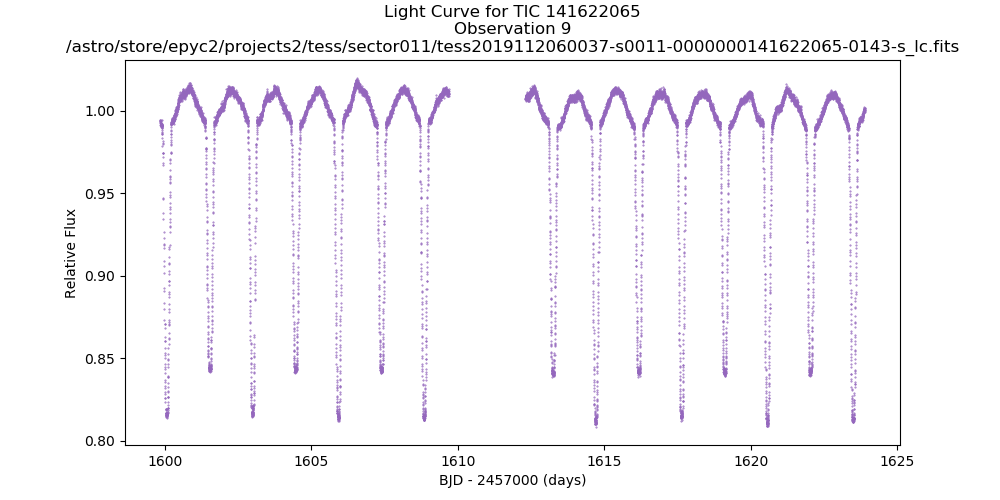 Light Curve for TIC 141622065
Observation 9
/astro/store/epyc2/projects2/tess/sector011/tess2019112060037-s0011-0000000141622065-0143-s_lc.fits
1.00
0.95
0.90
0.85
0.80
Relative Flux
1600
1605
1610
1615
1620
1625
BJD - 2457000 (days)